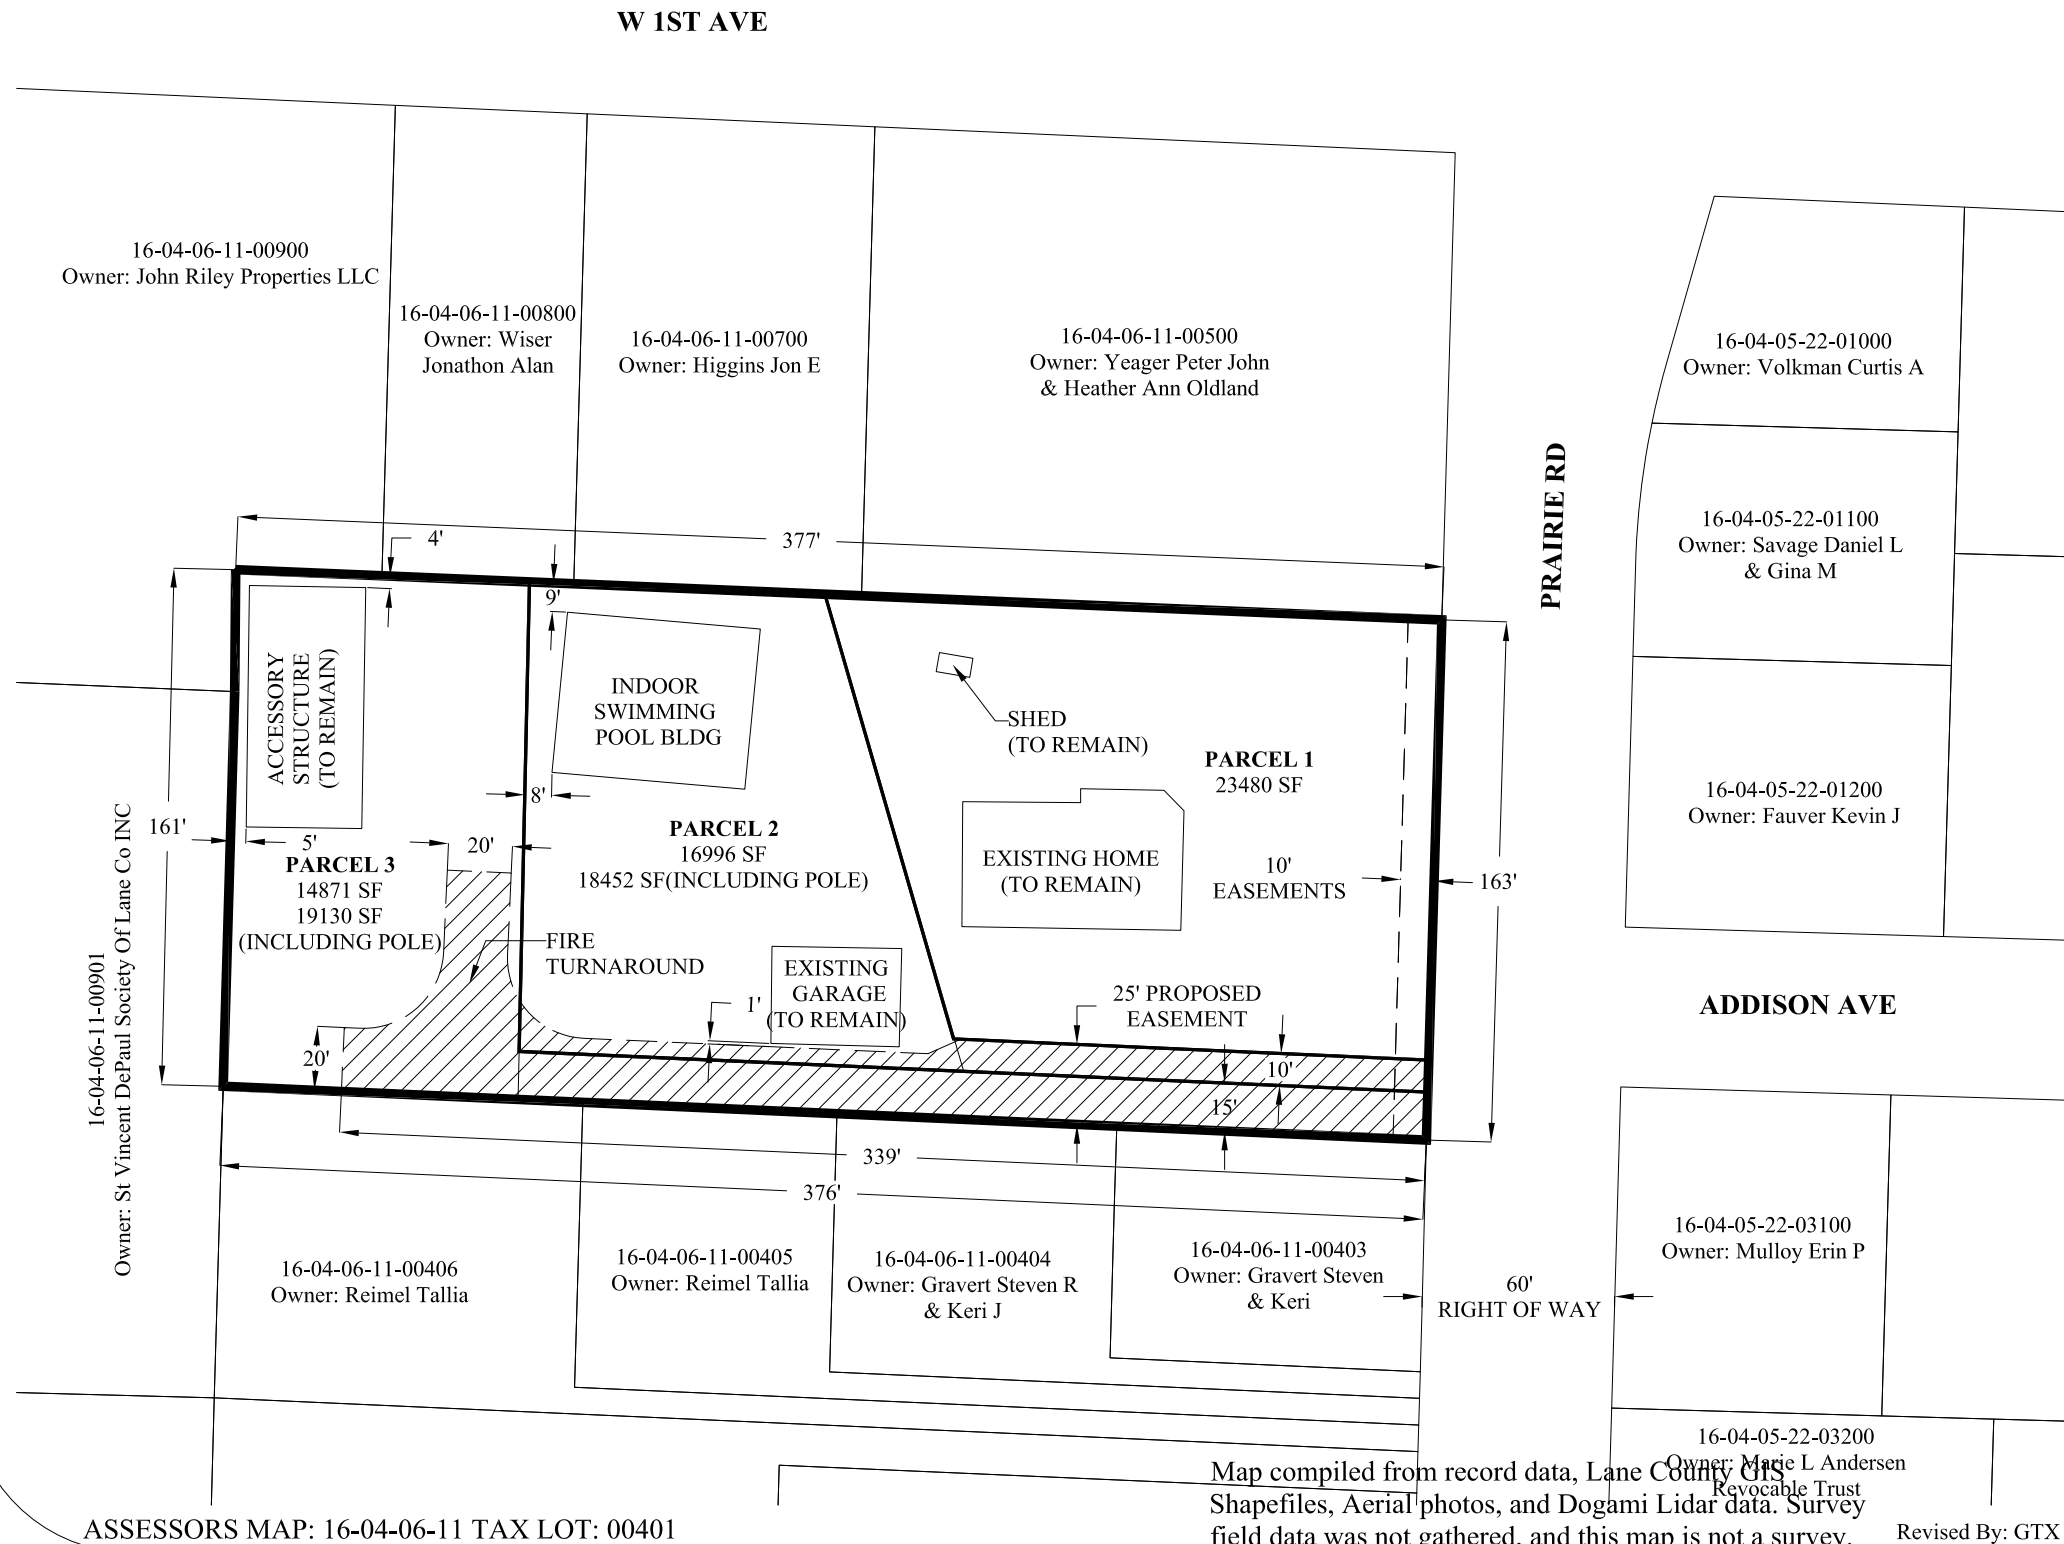 W 1ST AVE
16-04-06-11-00900
Owner: John Riley Properties LLC
16-04-06-11-00800
Owner: Wiser
Jonathon Alan
16-04-06-11-00700
Owner: Higgins Jon E
16-04-06-11-00500
Owner: Yeager Peter John
& Heather Ann Oldland
16-04-05-22-01000
Owner: Volkman Curtis A
PRAIRIE RD
16-04-05-22-01100
Owner: Savage Daniel L
& Gina M
4'
377'
9'
ACCESSORY
STRUCTURE
(TO REMAIN)
INDOOR
SWIMMING
POOL BLDG
SHED
(TO REMAIN)
PARCEL 1
23480 SF
16-04-05-22-01200
Owner: Fauver Kevin J
8'
161'
5'
20'
PARCEL 2
16996 SF
18452 SF(INCLUDING POLE)
PARCEL 3
14871 SF
19130 SF
(INCLUDING POLE)
EXISTING HOME
(TO REMAIN)
10'
EASEMENTS
163'
FIRE
TURNAROUND
EXISTING
GARAGE
(TO REMAIN)
1'
25' PROPOSED
EASEMENT
ADDISON AVE
20'
10'
15'
16-04-06-11-00901
Owner: St Vincent DePaul Society Of Lane Co INC
339'
376'
16-04-06-11-00406
Owner: Reimel Tallia
16-04-06-11-00405
Owner: Reimel Tallia
16-04-06-11-00404
Owner: Gravert Steven R
& Keri J
16-04-06-11-00403
Owner: Gravert Steven
& Keri
60'
RIGHT OF WAY
16-04-05-22-03100
Owner: Mulloy Erin P
16-04-05-22-03200
Owner: Marie L Andersen
Revocable Trust
Map compiled from record data, Lane County GIS
Shapefiles, Aerial photos, and Dogami Lidar data. Survey
field data was not gathered, and this map is not a survey.
ASSESSORS MAP: 16-04-06-11 TAX LOT: 00401
Revised By: GTX